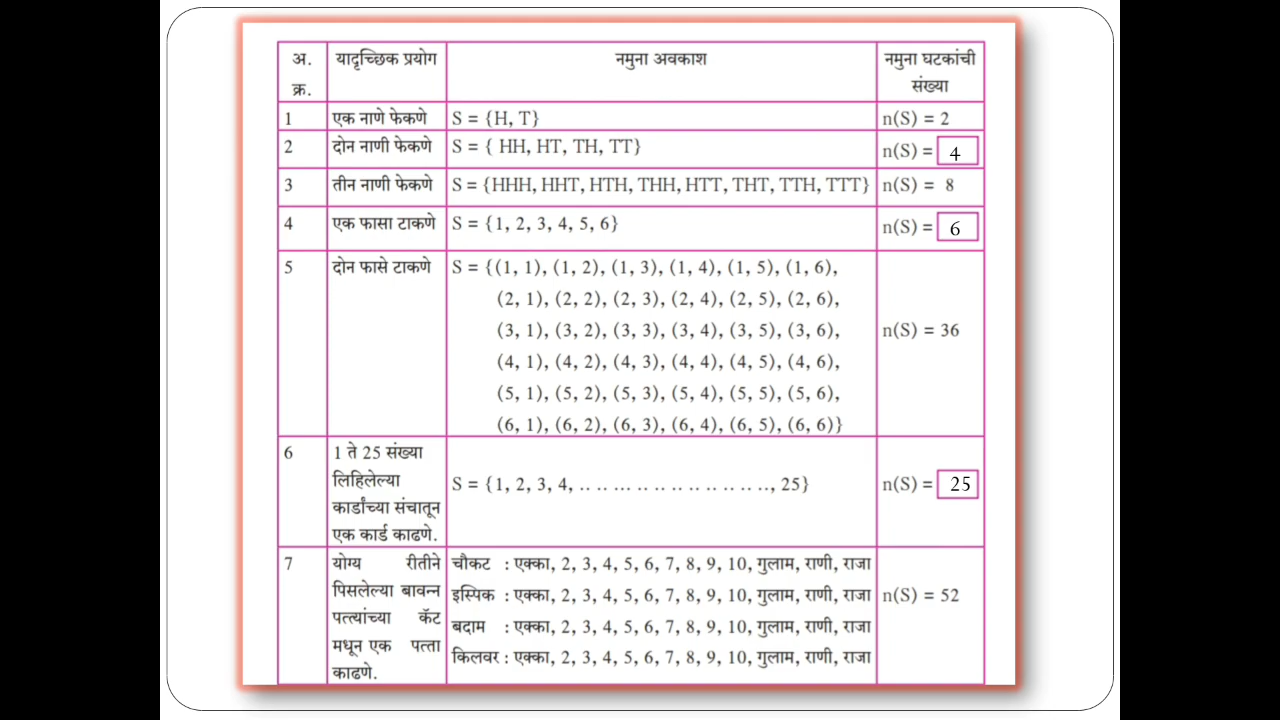 अ. क्र. यादृच्छिक प्रयोग नमुना अवकाश नमुना घटकांची संख्या
1 एक नाणे फेकणे S = {H, T} n(S) = 2
2 दोन नाणी फेकणे S = { HH, HT, TH, TT} n(S) = 4
3 तीन नाणी फेकणे S = {HHH, HHT, HTH, THH, HTT, THT, TTH, TTT} n(S) = 8
4 एक फासा टाकणे S = {1, 2, 3, 4, 5, 6} n(S) = 6
5 दोन फासे टाकणे S = {(1, 1), (1, 2), (1, 3), (1, 4), (1, 5), (1, 6),
(2, 1), (2, 2), (2, 3), (2, 4), (2, 5), (2, 6),
(3, 1), (3, 2), (3, 3), (3, 4), (3, 5), (3, 6), n(S) = 36
(4, 1), (4, 2), (4, 3), (4, 4), (4, 5), (4, 6),
(5, 1), (5, 2), (5, 3), (5, 4), (5, 5), (5, 6),
(6, 1), (6, 2), (6, 3), (6, 4), (6, 5), (6, 6)}
6 1 ते 25 संख्या
लिहिलेल्या S = {1, 2, 3, 4, .. .. ... .. .. .. .. .. .. .. .., 25} n(S) = 25
कार्डांच्या संचातून
एक कार्ड काढणे.
7 योग्य रीतीने चौकट : एक्का, 2, 3, 4, 5, 6, 7, 8, 9, 10, गुलाम, राणी, राजा
पिसलेल्या बावन्न इस्पिक : एक्का, 2, 3, 4, 5, 6, 7, 8, 9, 10, गुलाम, राणी, राजा n(S) = 52
पत्त्यांच्या कॅट बदाम : एक्का, 2, 3, 4, 5, 6, 7, 8, 9, 10, गुलाम, राणी, राजा
मधून एक पत्ता किलवर : एक्का, 2, 3, 4, 5, 6, 7, 8, 9, 10, गुलाम, राणी, राजा
काढणे.